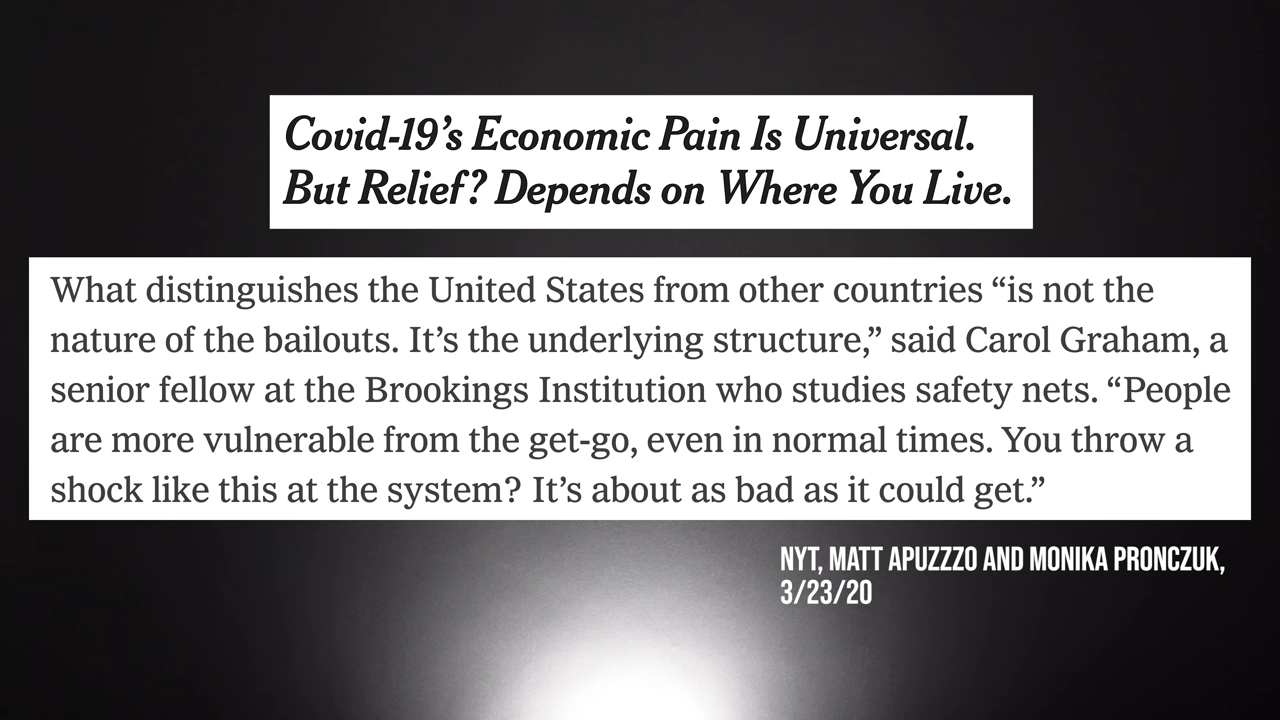 Covid-19’s Economic Pain Is Universal.
But Relief? Depends on Where You Live.
What distinguishes the United States from other countries “is not the
nature of the bailouts. It’s the underlying structure,” said Carol Graham, a
senior fellow at the Brookings Institution who studies safety nets. “People
are more vulnerable from the get-go, even in normal times. You throw a
shock like this at the system? It’s about as bad as it could get.”
NYT, MATT APUZZZO AND MONIKA PRONCZUK,
3/23/20